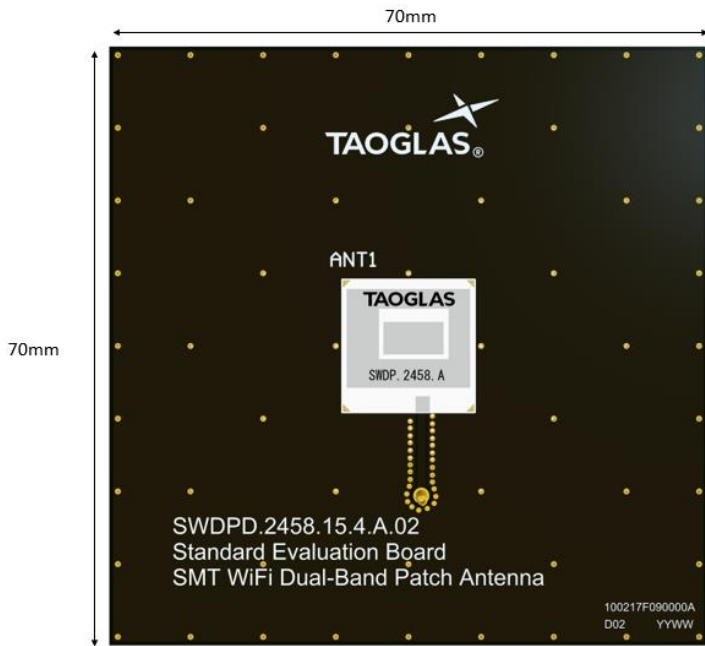 70mm
TAOGLAS®
ANT1
TAOGLAS
70mm
SWDP. 2458. A
SWDPD.2458.15.4.A.02
Standard Evaluation Board
SMT WiFi Dual-Band Patch Antenna
100217F090000A
D02 YYWW